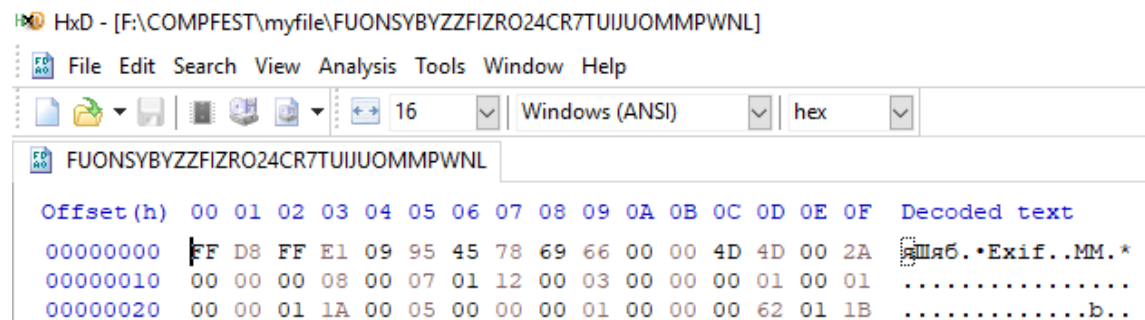 HxD - [F:\COMPFEST\myfile\FUONSYBYZZFIZRO24CR7TUIJUOMMPWNL]
File Edit Search View Analysis Tools Window Help
16 Windows (ANSI) hex
FUONSYBYZZFIZRO24CR7TUIJUOMMPWNL
Offset(h) 00 01 02 03 04 05 06 07 08 09 0A 0B 0C 0D 0E 0F Decoded text
00000000 FF D8 FF E1 09 95 45 78 69 66 00 00 4D 4D 00 2A яШяб.•Exif..MM.*
00000010 00 00 00 08 00 07 01 12 00 03 00 00 00 01 00 01 ................
00000020 00 00 01 1A 00 05 00 00 00 01 00 00 00 62 01 1B .............b..